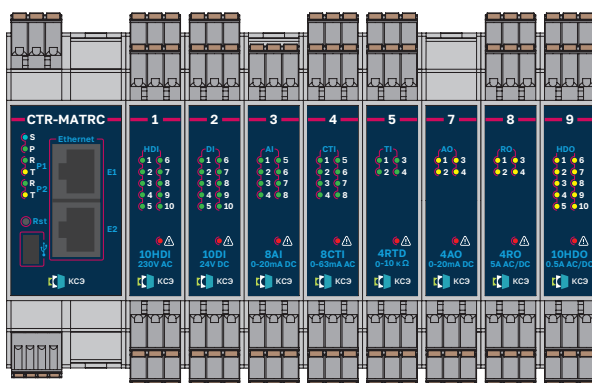 CTR-MATRC
S
P
R
T
P1
R
T
P2
Ethernet
E1
E2
Rst
КСЭ
1
HDI
1 6
2 7
3 8
4 9
5 10
10HDI
230V AC
КСЭ
2
DI
1 6
2 7
3 8
4 9
5 10
10DI
24V DC
КСЭ
3
AI
1 5
2 6
3 7
4 8
8AI
0-20mA DC
КСЭ
4
CTI
1 5
2 6
3 7
4 8
8CTI
0-63mA AC
КСЭ
5
TI
1 3
2 4
4RTD
0-10 к Ω
КСЭ
7
AO
1 3
2 4
4AO
0-20mA DC
КСЭ
8
RO
1 3
2 4
4RO
5A AC/DC
КСЭ
9
HDO
1 6
2 7
3 8
4 9
5 10
10HDO
0.5A AC/DC
КСЭ